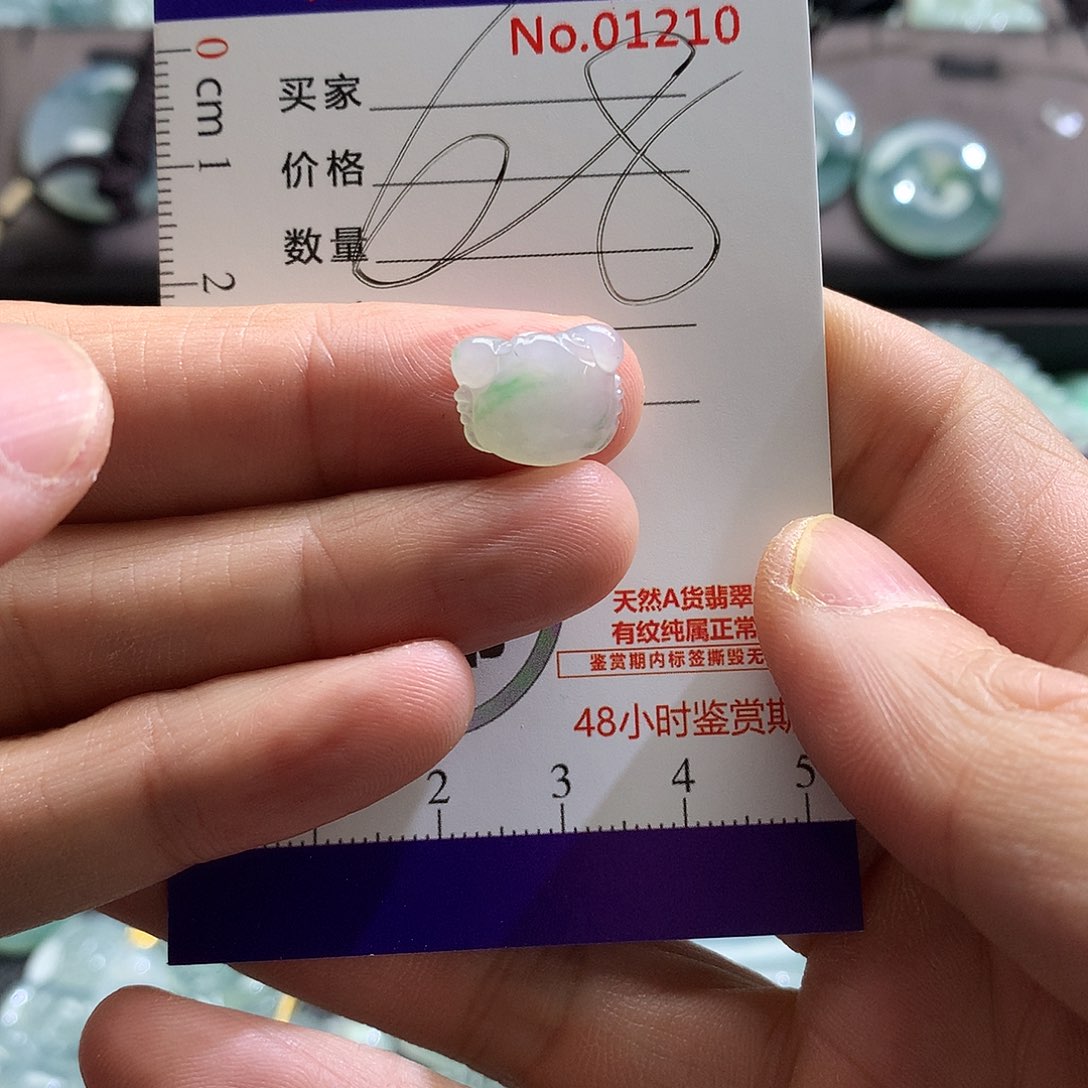 No.01210
0 cm 1 2
买家
价格
68
数量
天然A货翡翠
有纹纯属正常
鉴赏期内标签撕毁无
48小时鉴赏期
2 3 4 5